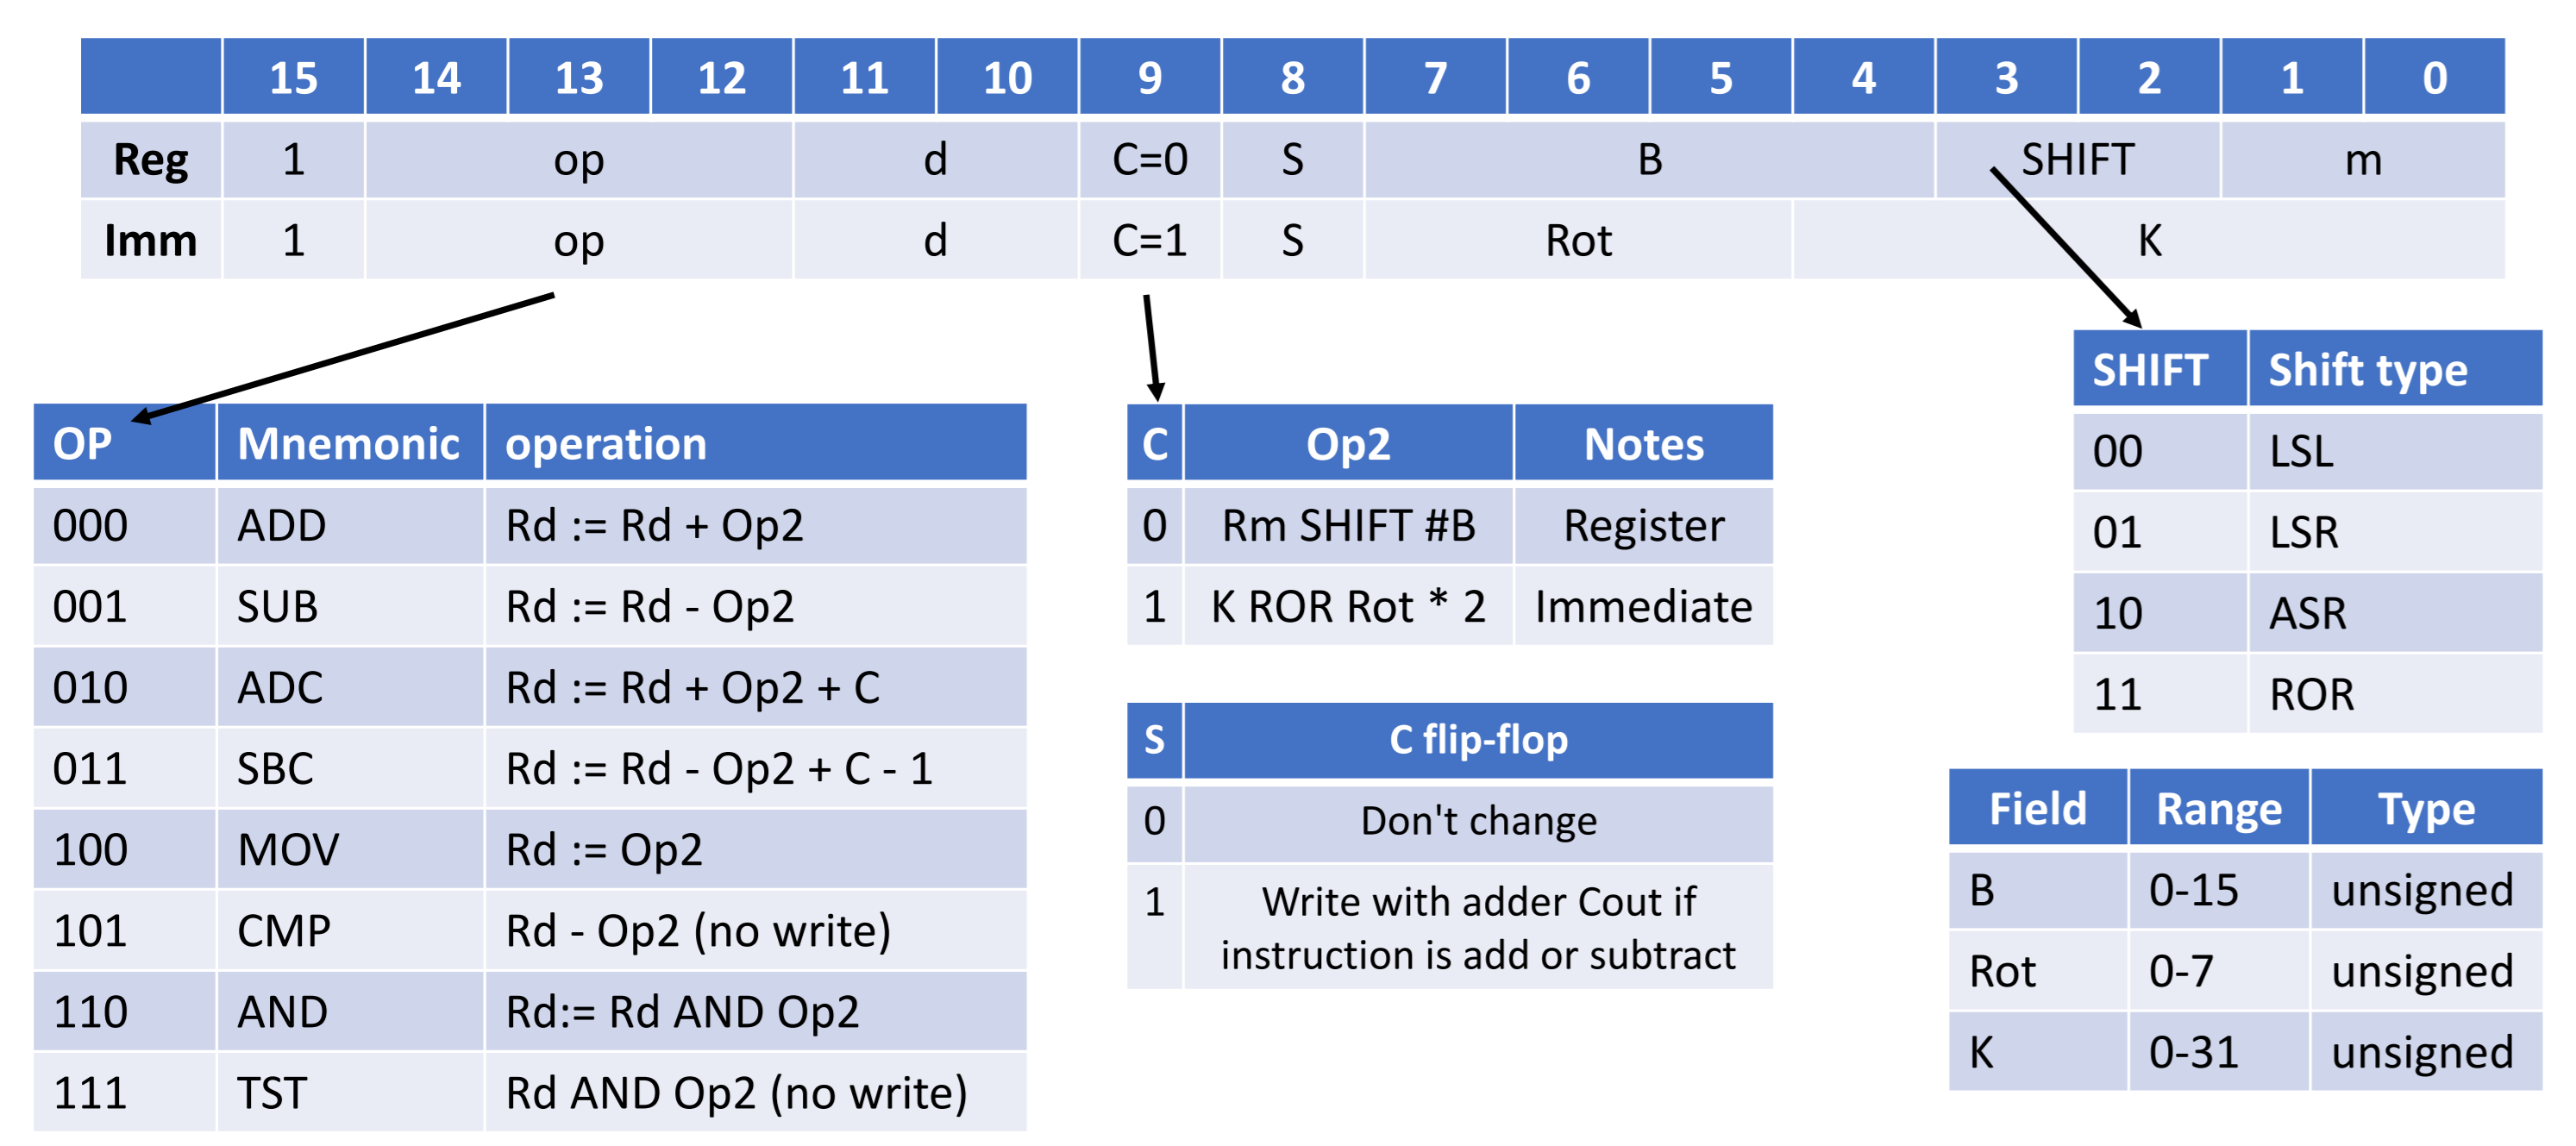 15 14 13 12 11 10 9 8 7 6 5 4 3 2 1 0
Reg 1 op d C=0 S B SHIFT m
Imm 1 op d C=1 S Rot K
OP Mnemonic operation
000 ADD Rd := Rd + Op2
001 SUB Rd := Rd - Op2
010 ADC Rd := Rd + Op2 + C
011 SBC Rd := Rd - Op2 + C - 1
100 MOV Rd := Op2
101 CMP Rd - Op2 (no write)
110 AND Rd:= Rd AND Op2
111 TST Rd AND Op2 (no write)
C Op2 Notes
0 Rm SHIFT #B Register
1 K ROR Rot * 2 Immediate
S C flip-flop
0 Don't change
1 Write with adder Cout if
instruction is add or subtract
SHIFT Shift type
00 LSL
01 LSR
10 ASR
11 ROR
Field Range Type
B 0-15 unsigned
Rot 0-7 unsigned
K 0-31 unsigned